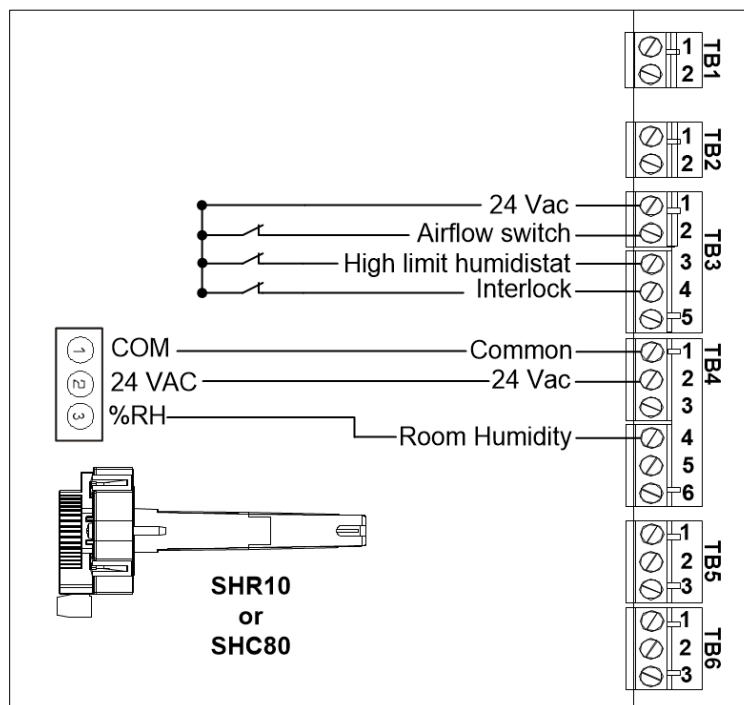 1
2
TB1
1
2
TB2
24 Vac 1
Airflow switch 2
High limit humidistat 3
Interlock 4
5
TB3
1 COM Common 1
2 24 VAC 24 Vac 2
3 %RH 3
Room Humidity 4
5
6
TB4
SHR10
or
SHC80
1
2
3
TB5
1
2
3
TB6